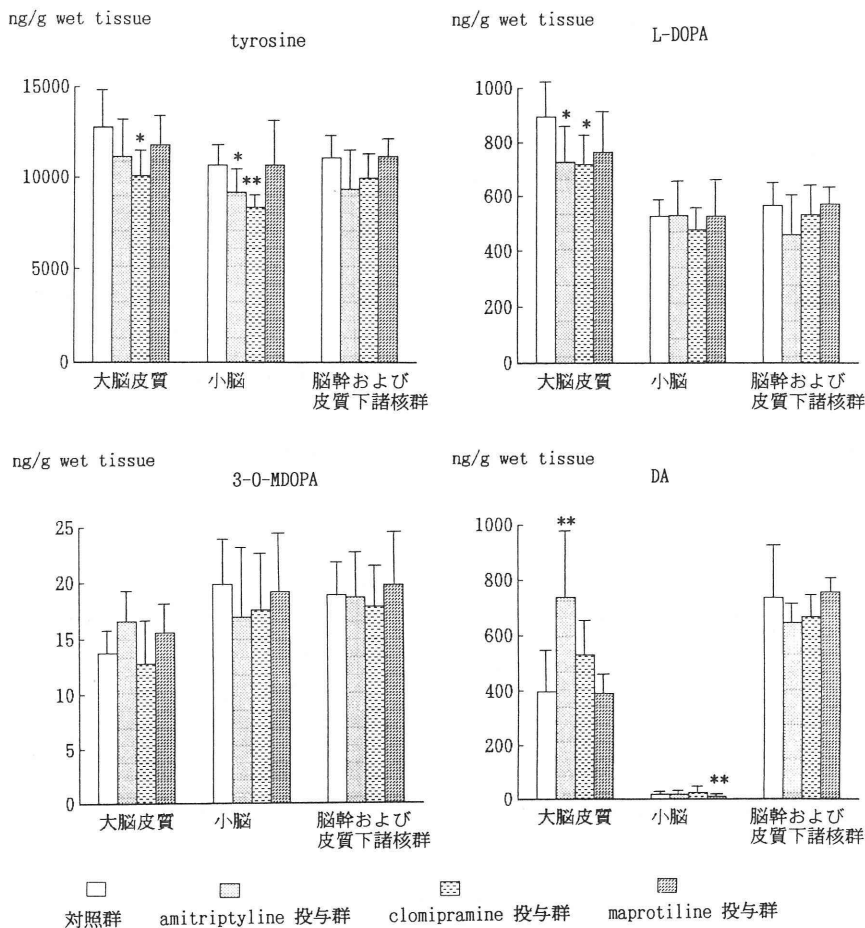 ng/g wet tissue
tyrosine
15000
10000
5000
0
*
*
**
大脳皮質
小脳
脳幹および
皮質下諸核群
ng/g wet tissue
L-DOPA
1000
800
600
400
200
0
*
*
大脳皮質
小脳
脳幹および
皮質下諸核群
ng/g wet tissue
3-O-MDOPA
25
20
15
10
5
0
大脳皮質
小脳
脳幹および
皮質下諸核群
ng/g wet tissue
DA
1000
800
600
400
200
0
**
**
大脳皮質
小脳
脳幹および
皮質下諸核群
対照群
amitriptyline 投与群
clomipramine 投与群
maprotiline 投与群